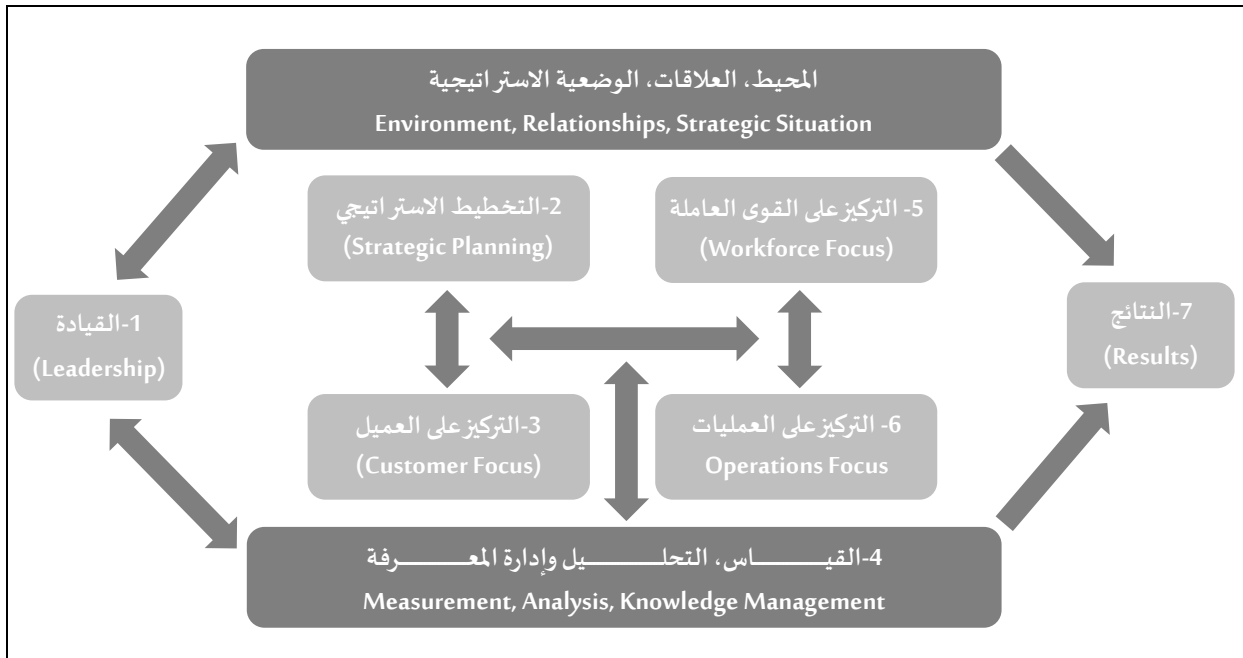 المحيط، العلاقات، الوضعية الاستراتيجية
Environment, Relationships, Strategic Situation
2-التخطيط الاستراتيجي
(Strategic Planning)
5- التركيز على القوى العاملة
(Workforce Focus)
1-القيادة
(Leadership)
7-النتائج
(Results)
3-التركيز على العميل
(Customer Focus)
6- التركيز على العمليات
Operations Focus
4-القيـــــــاس، التحلـــــــيل وإدارة المعـــــــرفة
Measurement, Analysis, Knowledge Management